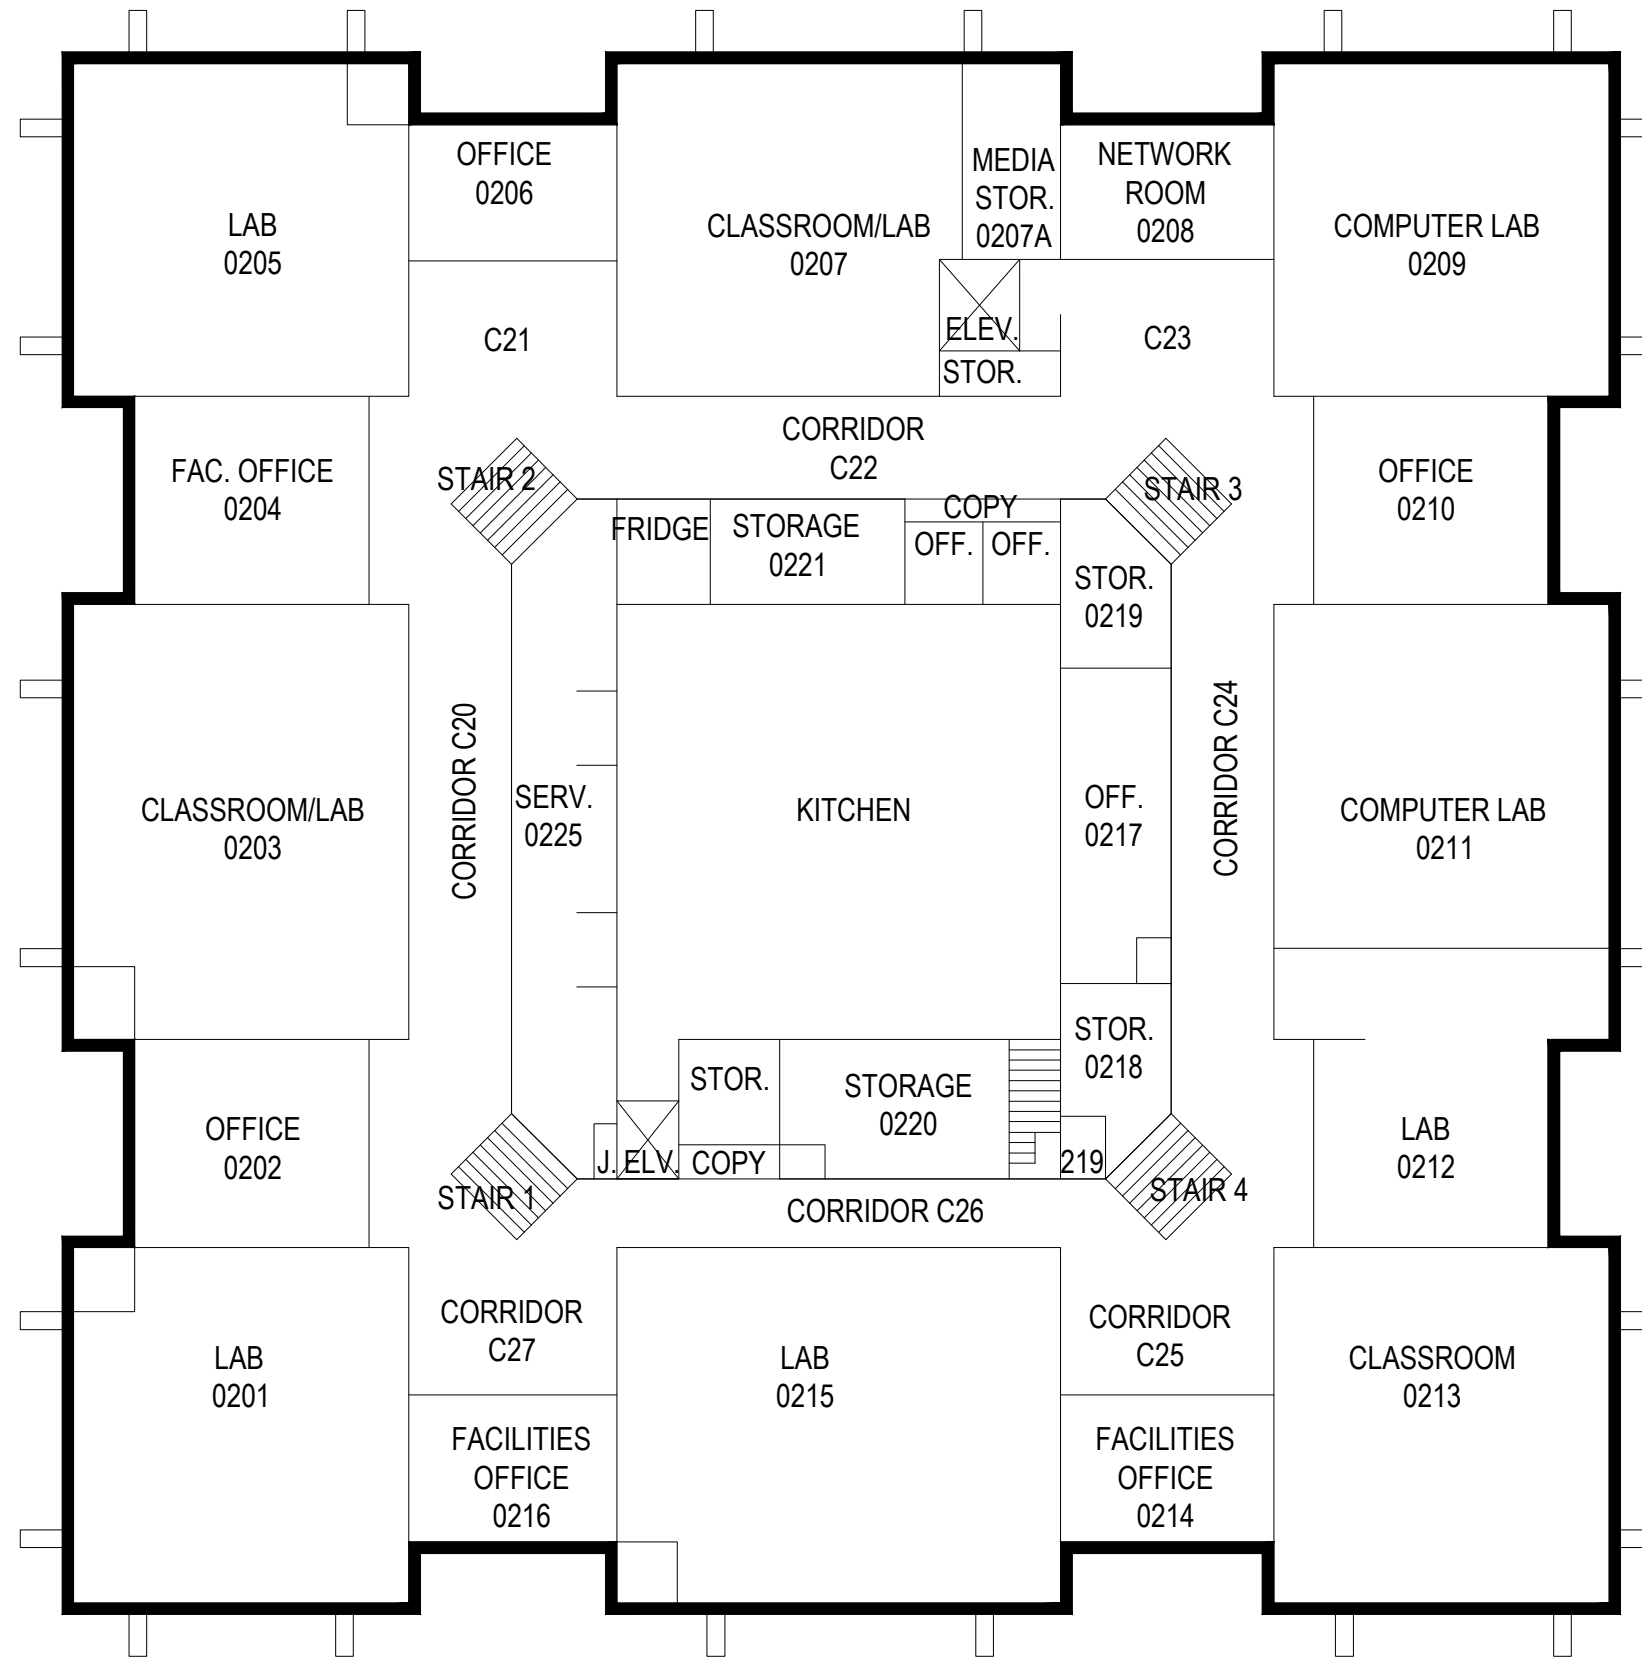 OFFICE
0206
MEDIA
STOR.
0207A
NETWORK
ROOM
0208
LAB
0205
CLASSROOM/LAB
0207
COMPUTER LAB
0209
C21
ELEV.
STOR.
C23
CORRIDOR
C22
FAC. OFFICE
0204
STAIR 2
STAIR 3
OFFICE
0210
FRIDGE
STORAGE
0221
COPY
OFF.
OFF.
STOR.
0219
CORRIDOR C20
CORRIDOR C24
CLASSROOM/LAB
0203
SERV.
0225
KITCHEN
OFF.
0217
COMPUTER LAB
0211
STOR.
0218
STOR.
STORAGE
0220
OFFICE
0202
LAB
0212
J.
ELV.
COPY
219
STAIR 1
STAIR 4
CORRIDOR C26
CORRIDOR
C27
CORRIDOR
C25
LAB
0201
LAB
0215
CLASSROOM
0213
FACILITIES
OFFICE
0216
FACILITIES
OFFICE
0214